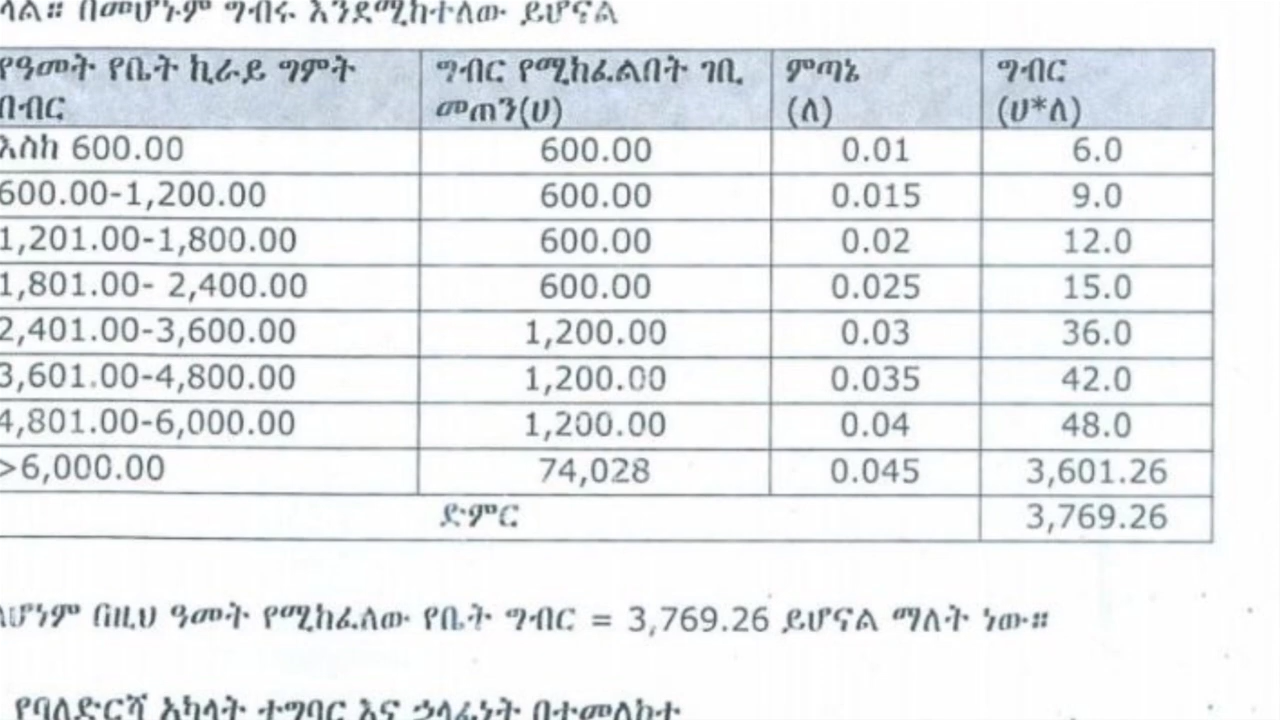 በመሆኑም ግብሩ እንደሚከተለው ይሆናል
የዓመት የቤት ኪራይ ግምት በብር ግብር የሚከፈልበት ገቢ መጠን(ሀ) ምጣኔ (ለ) ግብር (ሀ*ለ)
እስከ 600.00 600.00 0.01 6.0
600.00-1,200.00 600.00 0.015 9.0
1,201.00-1,800.00 600.00 0.02 12.0
1,801.00- 2,400.00 600.00 0.025 15.0
2,401.00-3,600.00 1,200.00 0.03 36.0
3,601.00-4,800.00 1,200.00 0.035 42.0
4,801.00-6,000.00 1,200.00 0.04 48.0
>6,000.00 74,028 0.045 3,601.26
ድምር 3,769.26
በዚህ ዓመት የሚከፈለው የቤት ግብር = 3,769.26 ይሆናል ማለት ነው።
የባለድርሻ አካላት ተግባር እና ኃላፊነት በተመለከተ